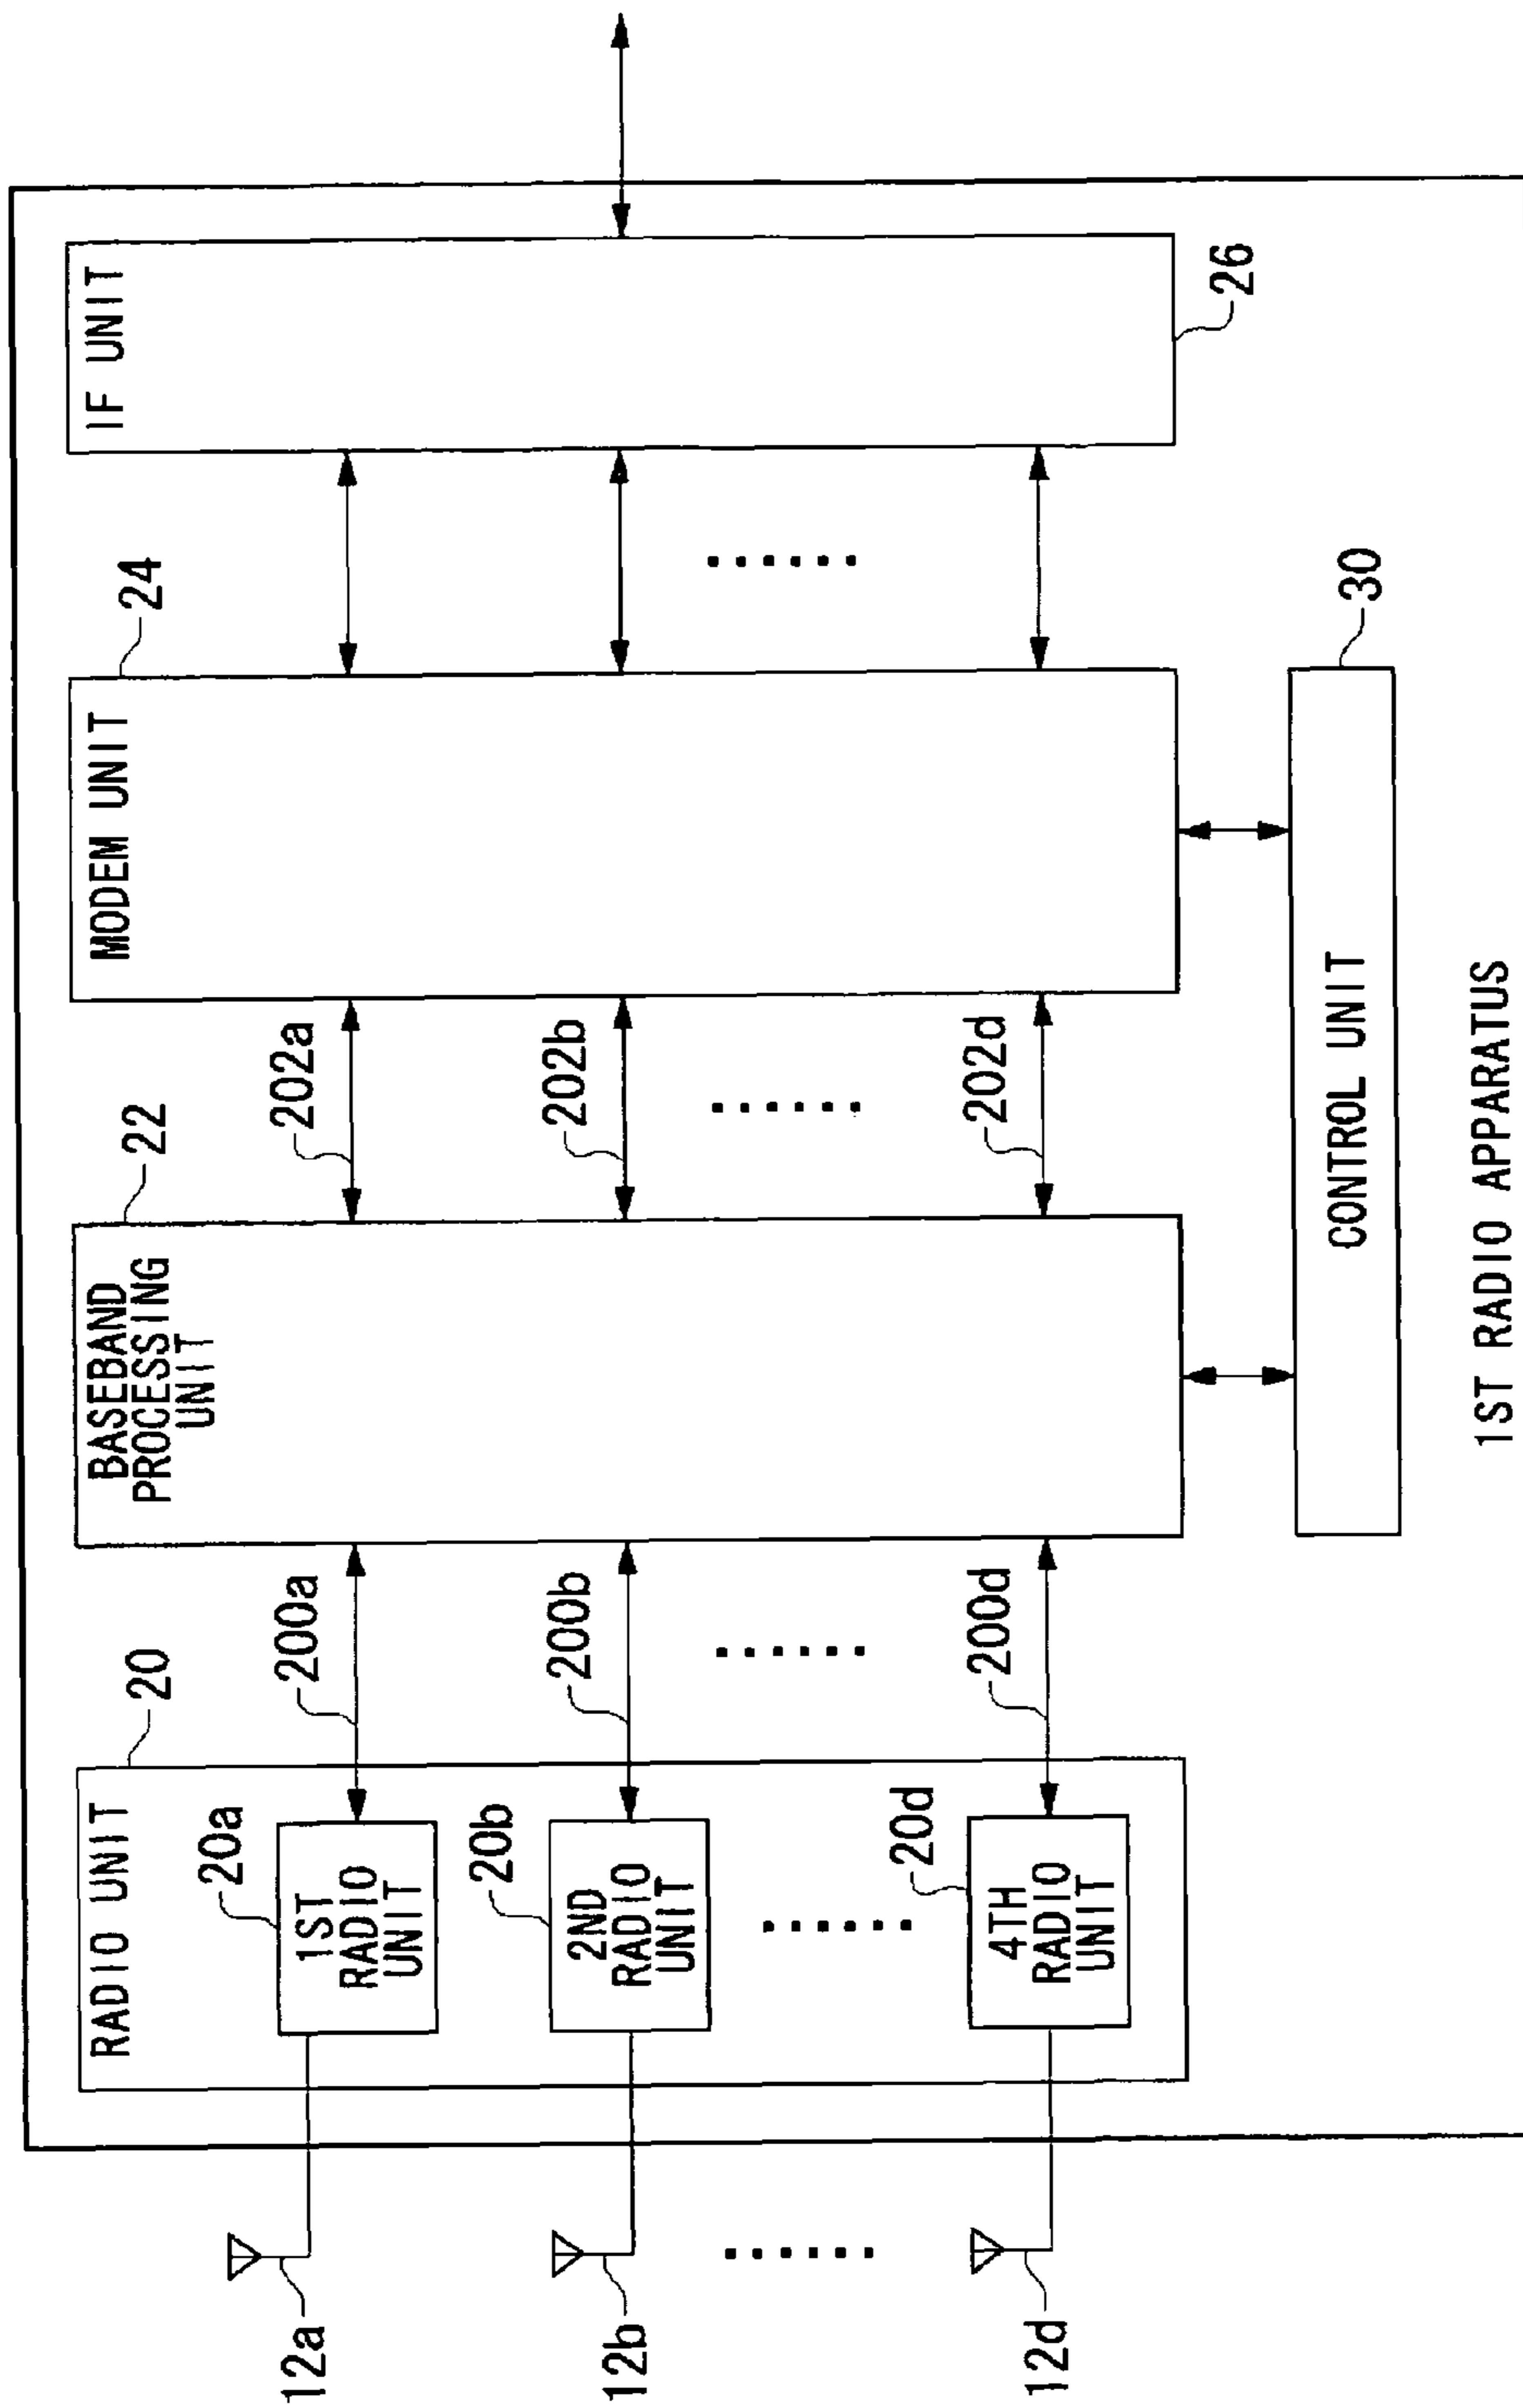 20
22
24
RADIO UNIT
BASEBAND
PROCESSING
UNIT
MODEM UNIT
IF UNIT
12a
20a
1ST
RADIO
UNIT
200a
202a
12b
20b
2ND
RADIO
UNIT
200b
202b
12d
20d
4TH
RADIO
UNIT
200d
202d
26
CONTROL UNIT
30
1ST RADIO APPARATUS